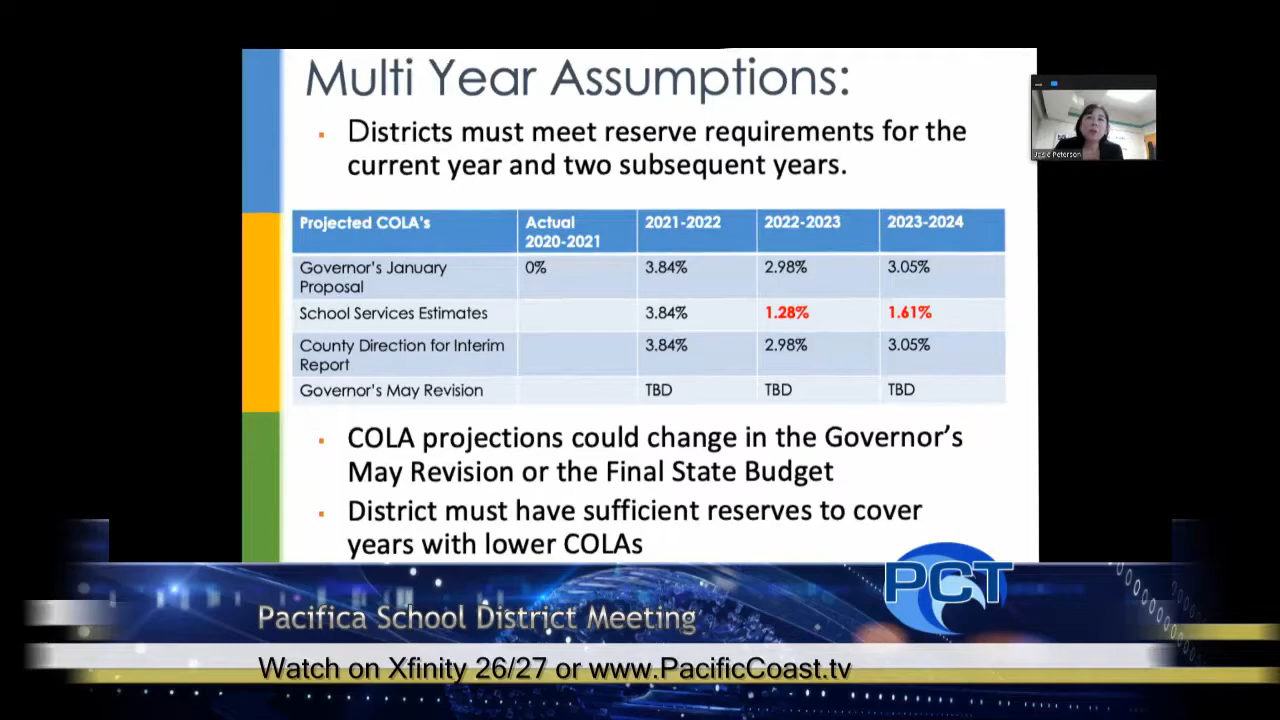 Multi Year Assumptions:
Districts must meet reserve requirements for the
current year and two subsequent years.
Projected COLA's Actual 2020-2021 2021-2022 2022-2023 2023-2024
Governor's January Proposal 0% 3.84% 2.98% 3.05%
School Services Estimates 3.84% 1.28% 1.61%
County Direction for Interim Report 3.84% 2.98% 3.05%
Governor's May Revision TBD TBD TBD
COLA projections could change in the Governor's
May Revision or the Final State Budget
District must have sufficient reserves to cover
years with lower COLAs
Peterson
PCT
Pacifica School District Meeting
Watch on Xfinity 26/27 or www.PacificCoast.tv